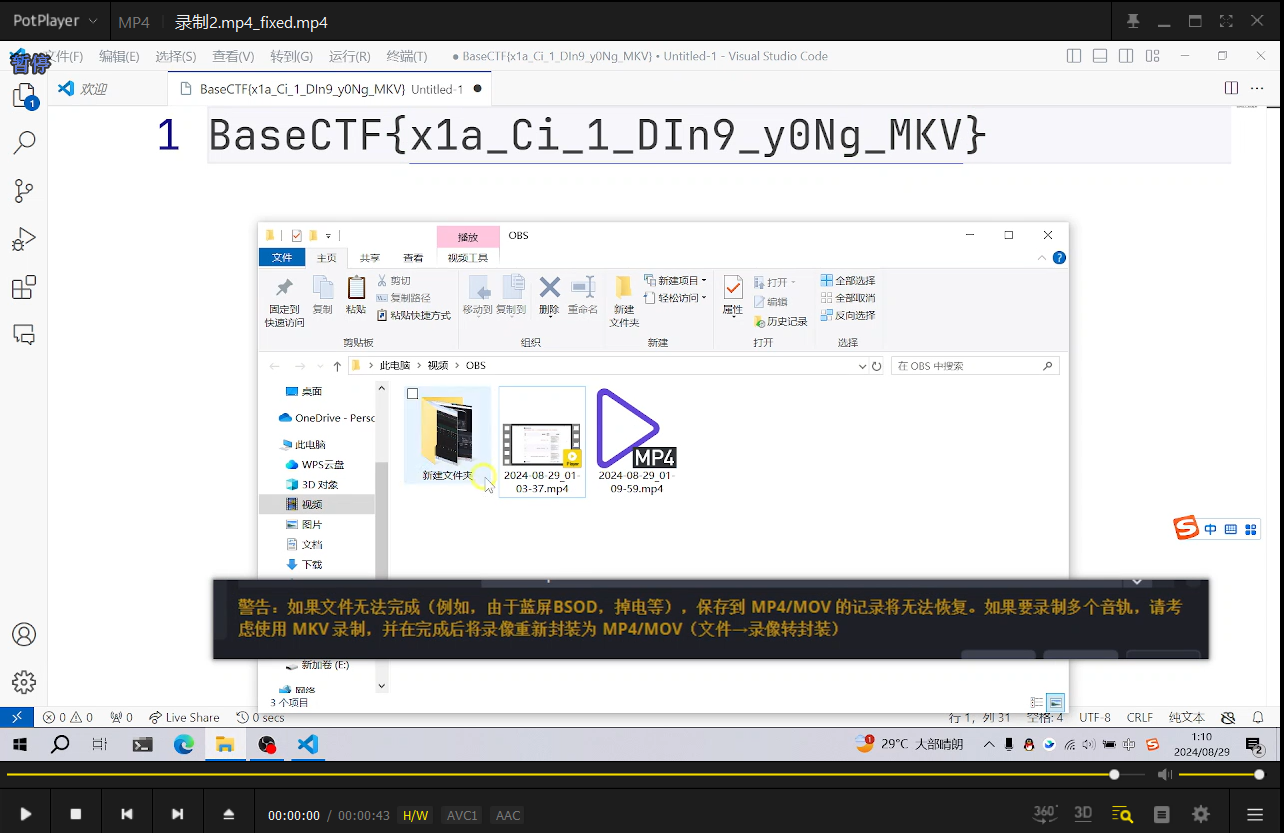 PotPlayer MP4 录制2.mp4_fixed.mp4
暂停
文件(F) 编辑(E) 选择(S) 查看(V) 转到(G) 运行(R) 终端(T) ● BaseCTF{x1a_Ci_1_DIn9_y0Ng_MKV} • Untitled-1 - Visual Studio Code
1 欢迎 BaseCTF{x1a_Ci_1_DIn9_y0Ng_MKV} Untitled-1 ●
1 BaseCTF{x1a_Ci_1_DIn9_y0Ng_MKV}
播放 OBS
文件 主页 共享 查看 视频工具
固定到
快速访问
复制
粘贴
剪切
复制路径
粘贴快捷方式
剪贴板
移动到 复制到 删除 重命名
组织
新建
文件夹
新建项目
轻松访问
新建
属性
打开
编辑
历史记录
打开
全部选择
全部取消
反向选择
选择
此电脑 视频 OBS
在 OBS 中搜索
桌面
OneDrive - Persc
此电脑
WPS云盘
3D 对象
视频
图片
文档
下载
新建文件夹
2024-08-29_01-
03-37.mp4
MP4
2024-08-29_01-
09-59.mp4
中
警告：如果文件无法完成（例如，由于蓝屏BSOD，掉电等），保存到 MP4/MOV 的记录将无法恢复。如果要录制多个音轨，请考
虑使用 MKV 录制，并在完成后将录像重新封装为 MP4/MOV（文件→录像转封装）
新加卷 (F:)
网络
3 个项目
0 0 0 Live Share 0 secs 行 1，列 31 空格: 4 UTF-8 CRLF 纯文本
1 29°C 大部晴朗 中 1:10
2024/08/29 2
00:00:00 / 00:00:43 H/W AVC1 AAC 360° 3D